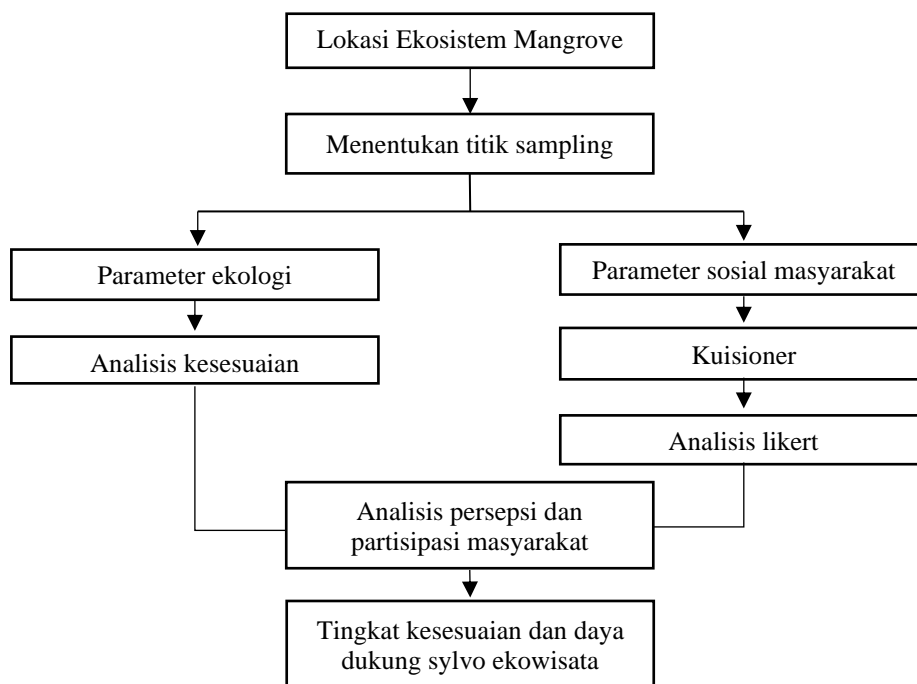 Lokasi Ekosistem Mangrove
Menentukan titik sampling
Parameter ekologi
Parameter sosial masyarakat
Analisis kesesuaian
Kuisioner
Analisis likert
Analisis persepsi dan
partisipasi masyarakat
Tingkat kesesuaian dan daya
dukung sylvo ekowisata